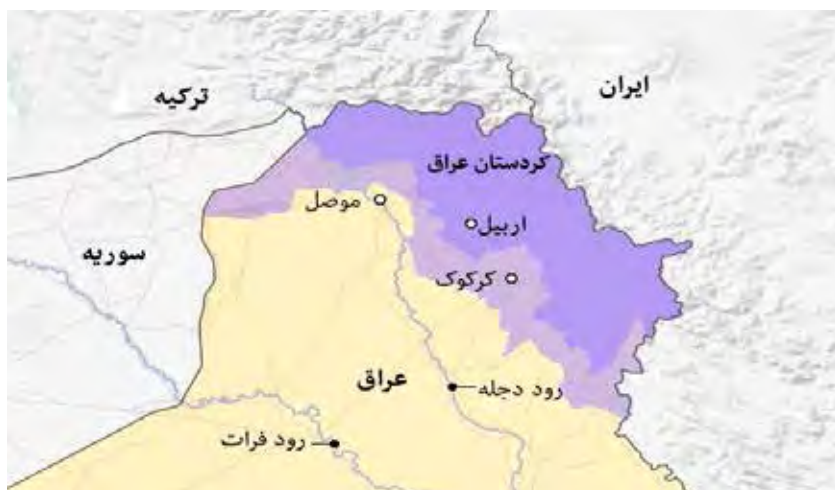 ایران
ترکیه
کردستان عراق
موصل
اربیل
سوریه
کرکوک
عراق
رود دجله
رود فرات